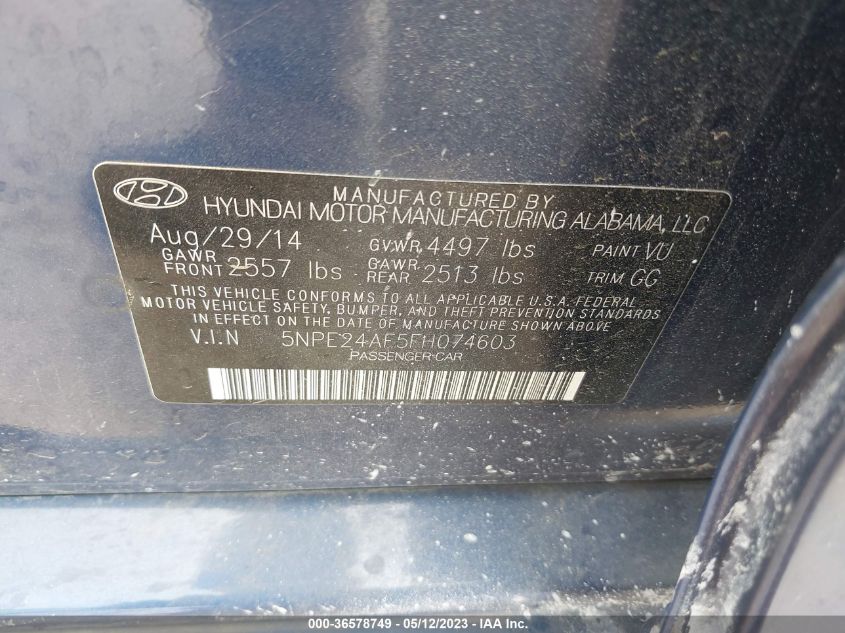 MANUFACTURED BY
HYUNDAI MOTOR MANUFACTURING ALABAMA, LLC
Aug/29/14 GVWR 4497 lbs PAINT VU
GAWR FRONT 2557 lbs GAWR REAR 2513 lbs TRIM GG
THIS VEHICLE CONFORMS TO ALL APPLICABLE U.S.A. FEDERAL
MOTOR VEHICLE SAFETY, BUMPER, AND THEFT PREVENTION STANDARDS
IN EFFECT ON THE DATE OF MANUFACTURE SHOWN ABOVE
V.I.N 5NPE24AF5FH074603
PASSENGER CAR
000-36578749 - 05/12/2023 - IAA Inc.